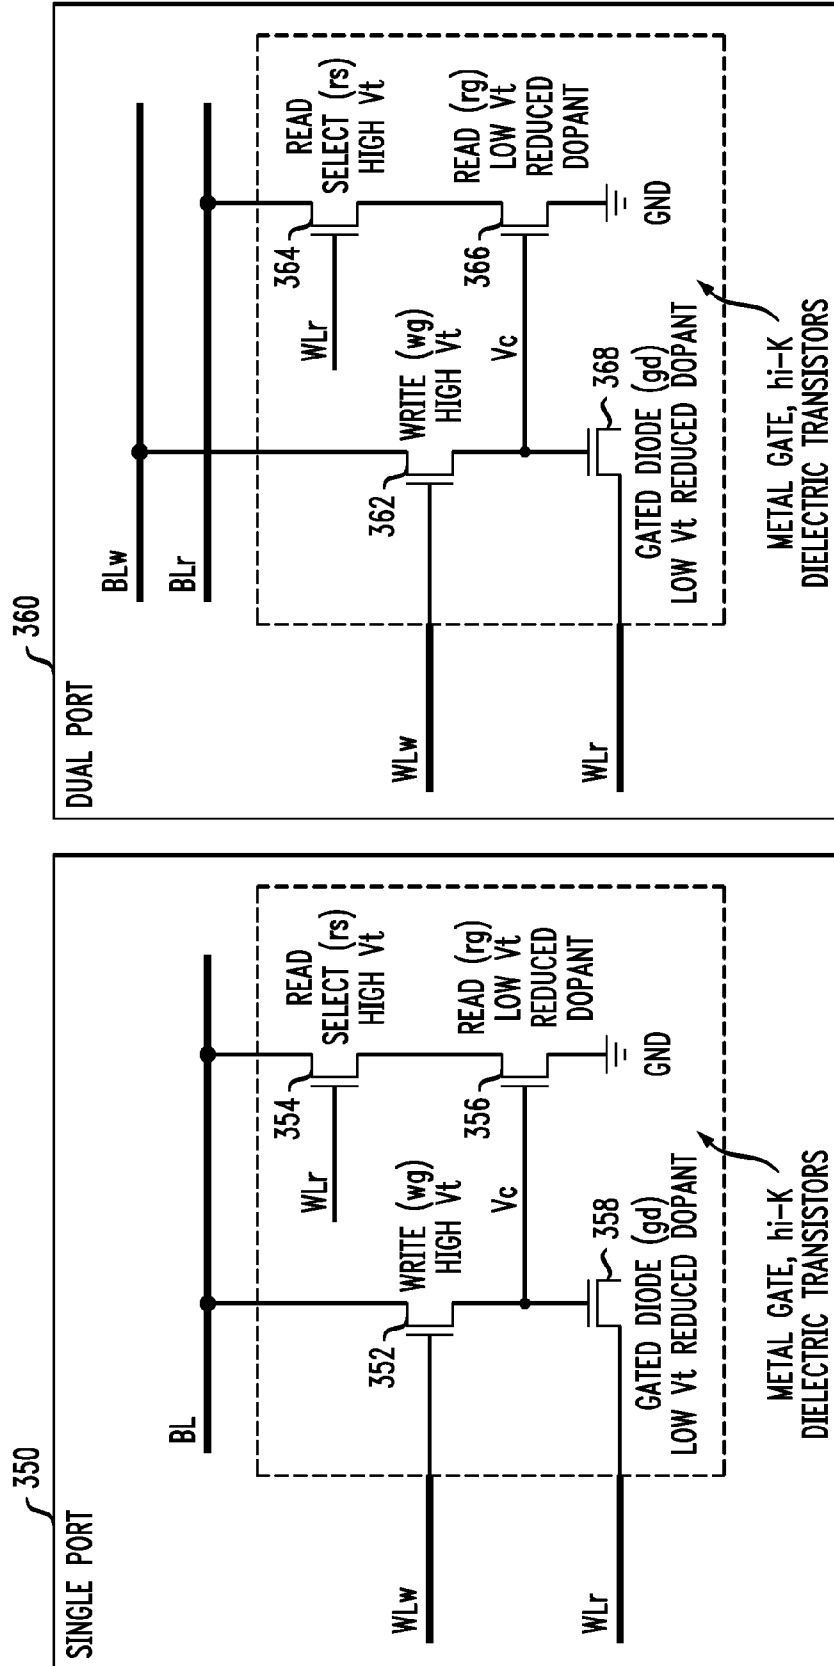 350
SINGLE PORT
BL
READ
SELECT (rs)
HIGH Vt
354
WLr
WRITE (wg)
HIGH Vt
352
READ (rg)
LOW Vt
REDUCED
DOPANT
356
Vc
WLw
GND
358
GATED DIODE (gd)
LOW Vt REDUCED DOPANT
WLr
METAL GATE, hi-K
DIELECTRIC TRANSISTORS
360
DUAL PORT
BLw
BLr
READ
SELECT (rs)
HIGH Vt
364
WLr
WRITE (wg)
HIGH Vt
362
READ (rg)
LOW Vt
REDUCED
DOPANT
366
Vc
WLw
GND
368
GATED DIODE (gd)
LOW Vt REDUCED DOPANT
WLr
METAL GATE, hi-K
DIELECTRIC TRANSISTORS